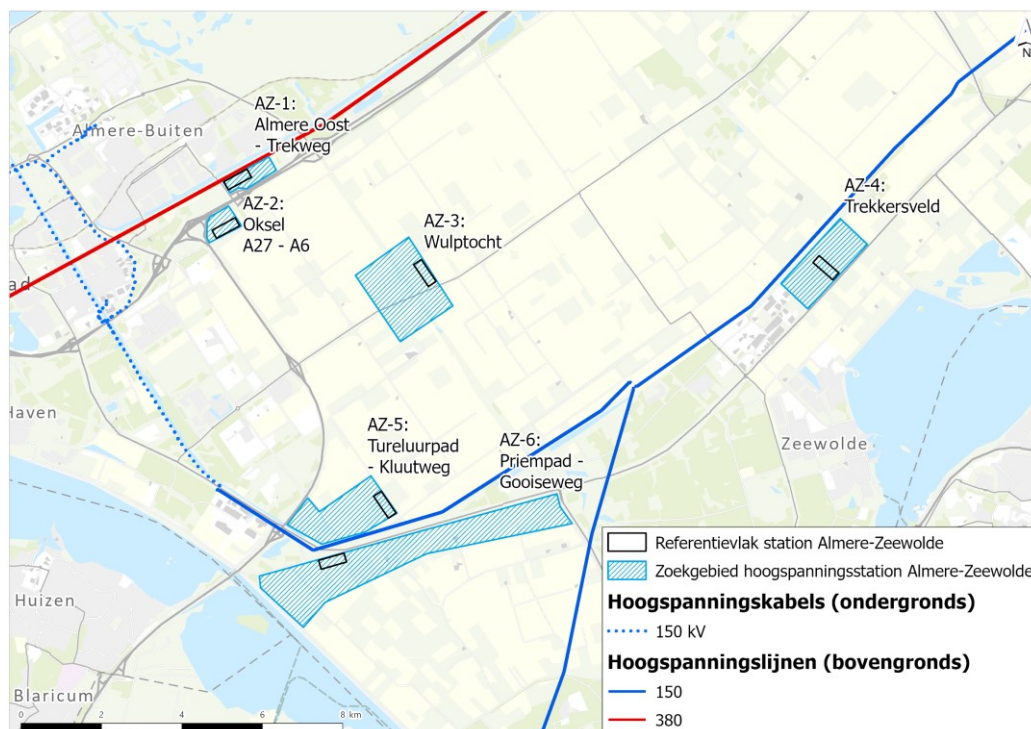 N
AZ-1:
Almere Oost
- Trekweg
Almere-Buiten
AZ-2:
Oksel
A27 - A6
AZ-3:
Wulptocht
AZ-4:
Trekkersveld
ad
Haven
AZ-5:
Tureluurpad
- Kluutweg
AZ-6:
Priempad -
Gooiseweg
Zeewolde
Huizen
Blaricum
0 2 4 6 8 km
Referentievlak station Almere-Zeewolde
Zoekgebied hoogspanningsstation Almere-Zeewolde
Hoogspanningskabels (ondergronds)
150 kV
Hoogspanningslijnen (bovengronds)
150
380